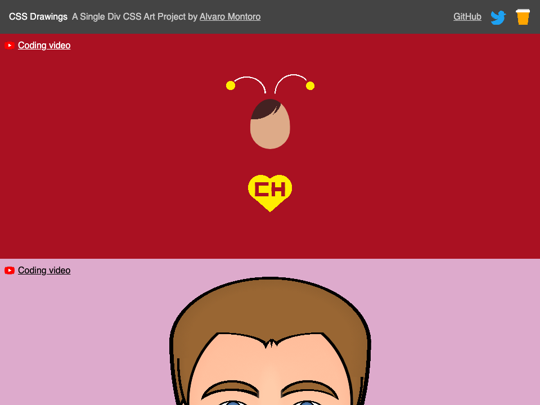 CSS Drawings A Single Div CSS Art Project by Alvaro Montoro GitHub
Coding video
CH
Coding video